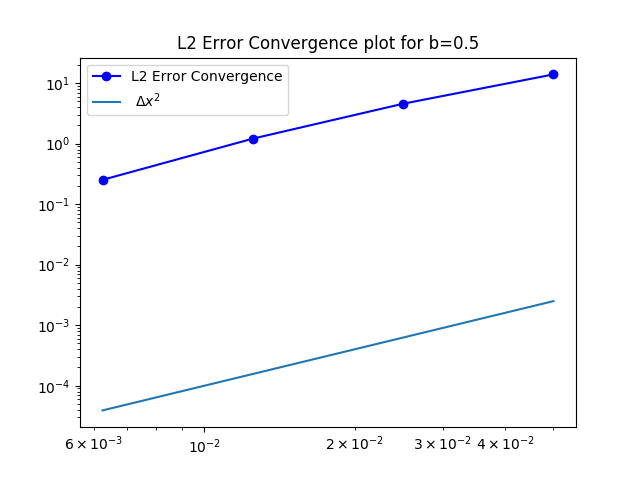 L2 Error Convergence plot for b=0.5
L2 Error Convergence
Δx²
10¹
10⁰
10⁻¹
10⁻²
10⁻³
10⁻⁴
6 × 10⁻³
10⁻²
2 × 10⁻²
3 × 10⁻²
4 × 10⁻²